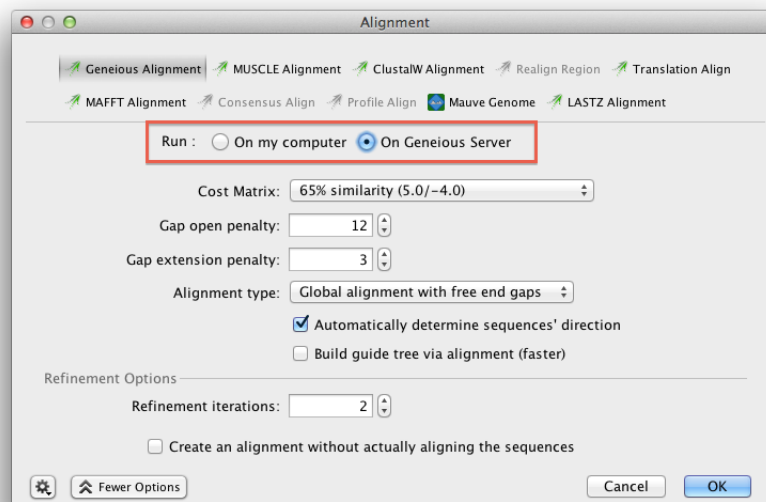 Alignment
Geneious Alignment MUSCLE Alignment ClustalW Alignment Realign Region Translation Align
MAFFT Alignment Consensus Align Profile Align Mauve Genome LASTZ Alignment
Run : On my computer On Geneious Server
Cost Matrix: 65% similarity (5.0/-4.0)
Gap open penalty: 12
Gap extension penalty: 3
Alignment type: Global alignment with free end gaps
Automatically determine sequences' direction
Build guide tree via alignment (faster)
Refinement Options
Refinement iterations: 2
Create an alignment without actually aligning the sequences
Fewer Options Cancel OK